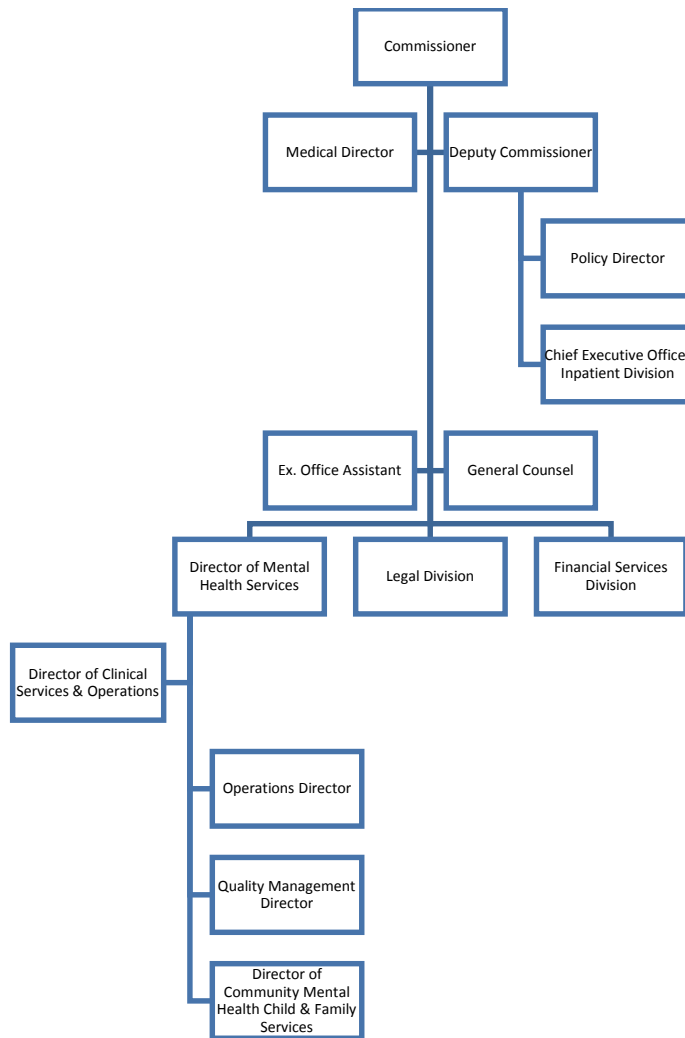 Commissioner
Medical Director
Deputy Commissioner
Policy Director
Chief Executive Office
Inpatient Division
Ex. Office Assistant
General Counsel
Director of Mental
Health Services
Legal Division
Financial Services
Division
Director of Clinical
Services & Operations
Operations Director
Quality Management
Director
Director of
Community Mental
Health Child & Family
Services